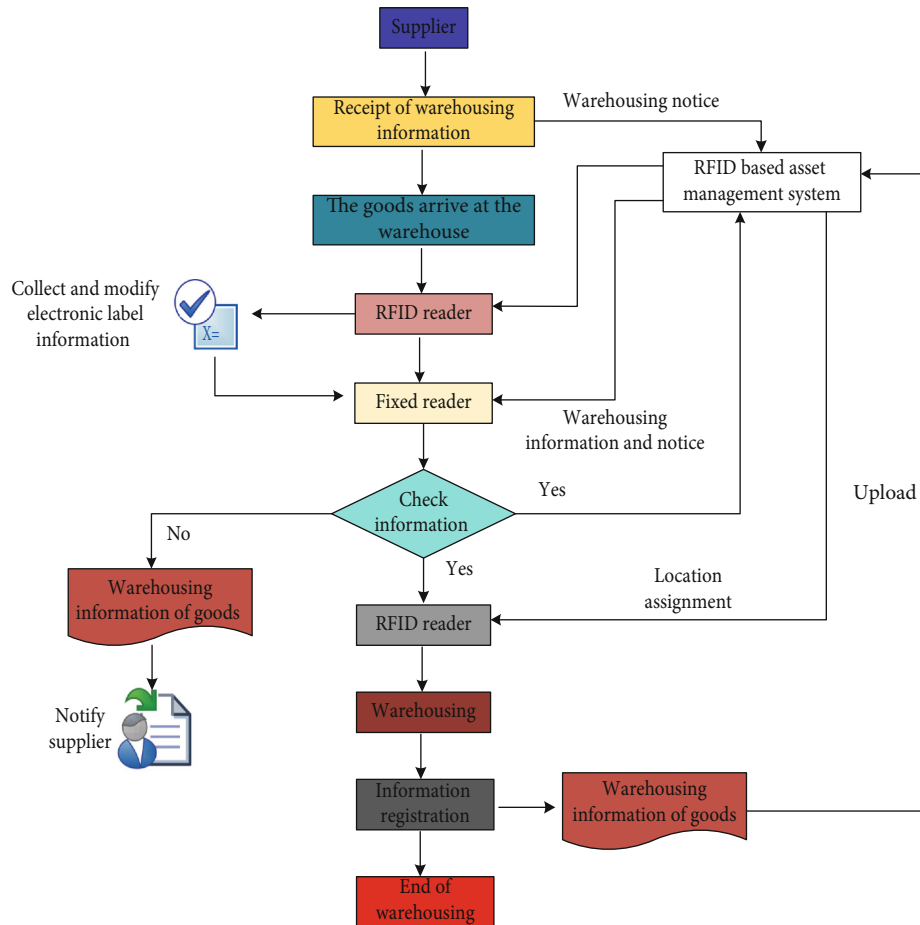 Supplier
Receipt of warehousing
information
Warehousing notice
RFID based asset
management system
The goods arrive at the
warehouse
Collect and modify
electronic label
information
X=
RFID reader
Fixed reader
Warehousing
information and notice
Check
information
Yes
Upload
No
Yes
Warehousing
information of goods
Location
assignment
RFID reader
Notify
supplier
Warehousing
Information
registration
Warehousing
information of goods
End of
warehousing